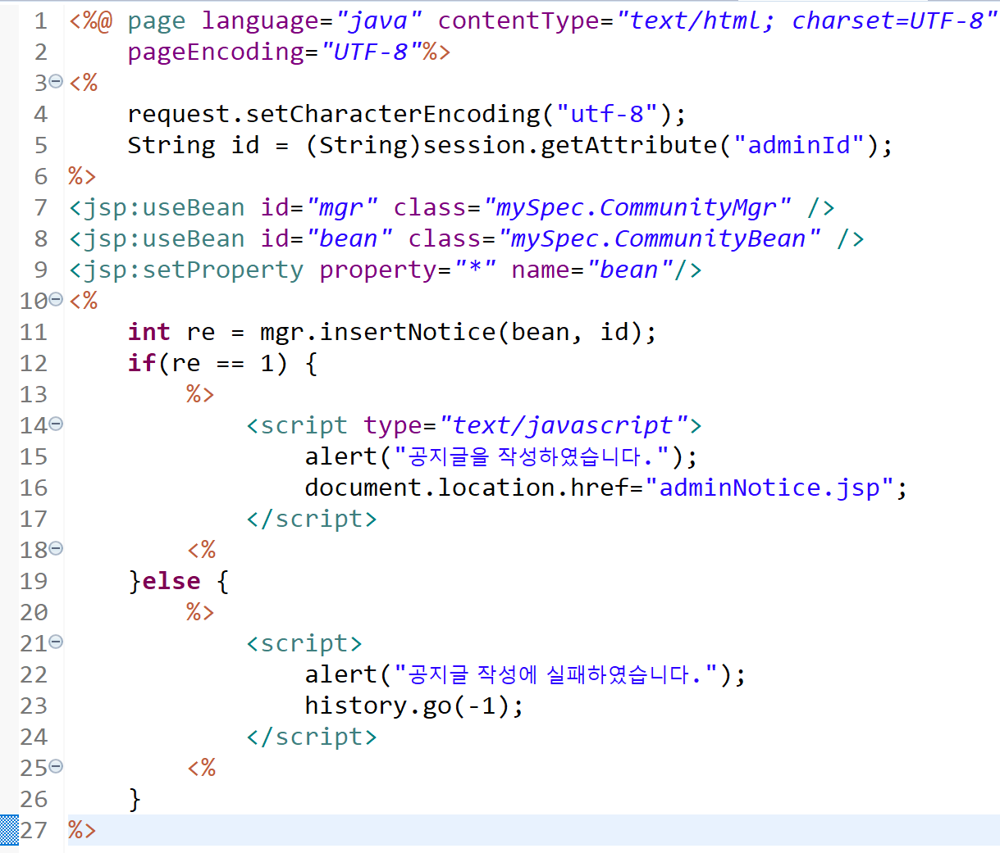 1 <%@ page language="java" contentType="text/html; charset=UTF-8"
2     pageEncoding="UTF-8"%>
3 <%
4     request.setCharacterEncoding("utf-8");
5     String id = (String)session.getAttribute("adminId");
6 %>
7 <jsp:useBean id="mgr" class="mySpec.CommunityMgr" />
8 <jsp:useBean id="bean" class="mySpec.CommunityBean" />
9 <jsp:setProperty property="*" name="bean"/>
10 <%
11     int re = mgr.insertNotice(bean, id);
12     if(re == 1) {
13         %>
14             <script type="text/javascript">
15                 alert("공지글을 작성하였습니다.");
16                 document.location.href="adminNotice.jsp";
17             </script>
18         <%
19     }else {
20         %>
21             <script>
22                 alert("공지글 작성에 실패하였습니다.");
23                 history.go(-1);
24             </script>
25         <%
26     }
27 %>